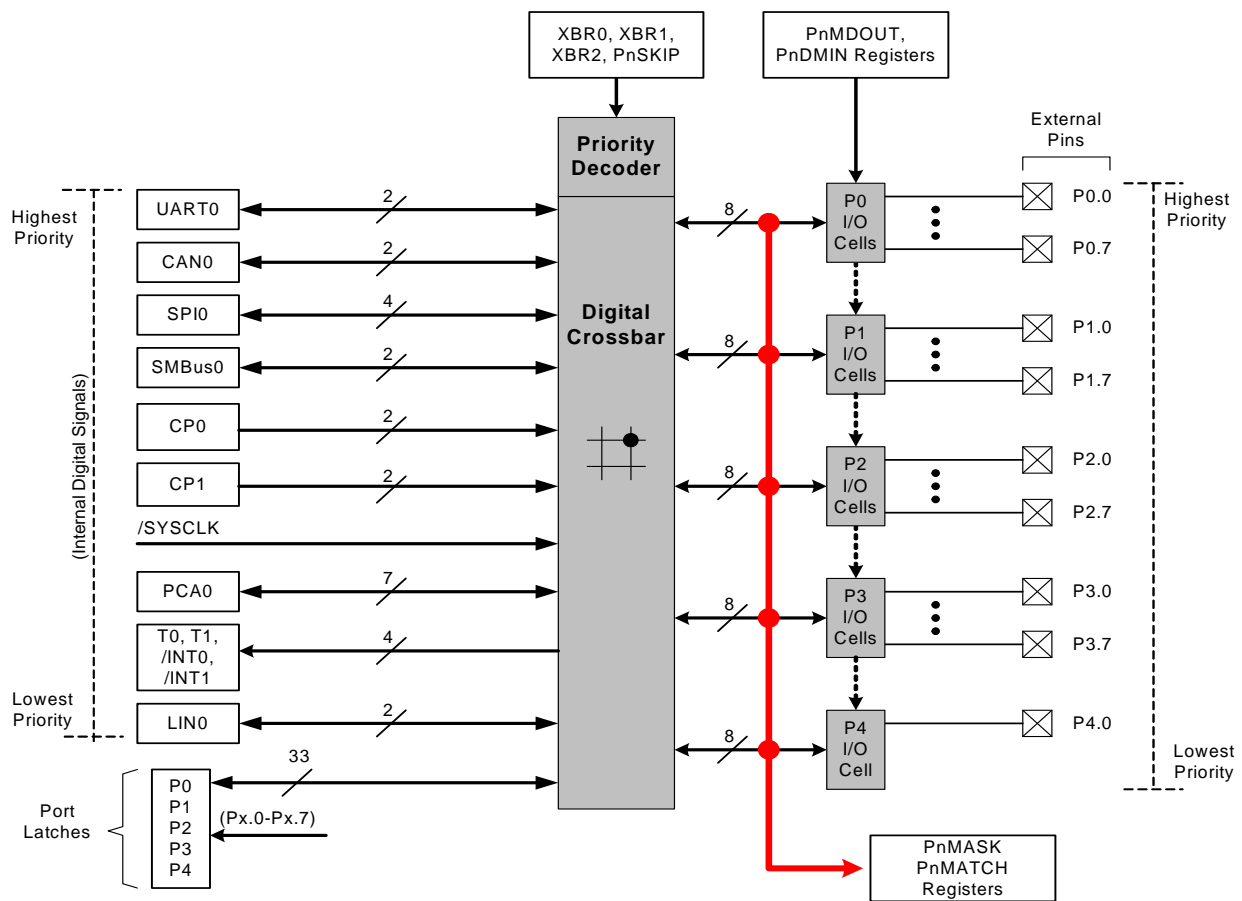 XBR0, XBR1,
XBR2, PnSKIP
PnMDOUT,
PnDMIN Registers
External
Pins
Priority
Decoder
Highest
Priority
(Internal Digital Signals)
Lowest
Priority
UART0
2
CAN0
2
SPI0
4
SMBus0
2
CP0
2
CP1
2
/SYSCLK
PCA0
7
T0, T1,
/INT0,
/INT1
4
LIN0
2
Port
Latches
P0
P1
P2
P3
P4
33
(Px.0-Px.7)
Digital
Crossbar
8
P0
I/O
Cells
P0.0
P0.7
8
P1
I/O
Cells
P1.0
P1.7
8
P2
I/O
Cells
P2.0
P2.7
8
P3
I/O
Cells
P3.0
P3.7
8
P4
I/O
Cell
P4.0
Highest
Priority
Lowest
Priority
PnMASK
PnMATCH
Registers